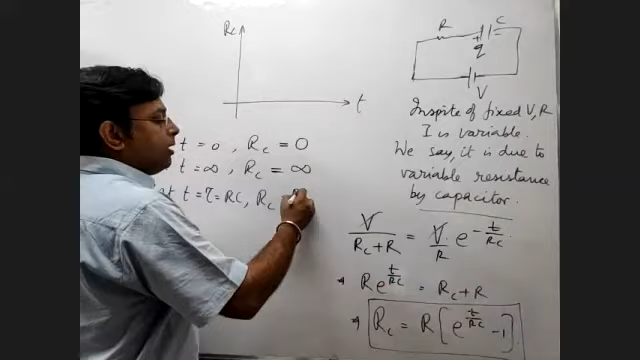 Rc
t
t = 0 , Rc = 0
t = ∞ , Rc = ∞
at t = τ = RC, Rc
R
C
+ -
q
V
Inspite of fixed V, R
I is variable.
We say, it is due to
variable resistance
by capacitor.
V/(Rc+R) = V/R e^(-t/RC)
⇒ R e^(t/RC) = Rc+R
⇒ Rc = R [ e^(t/RC) -1 ]